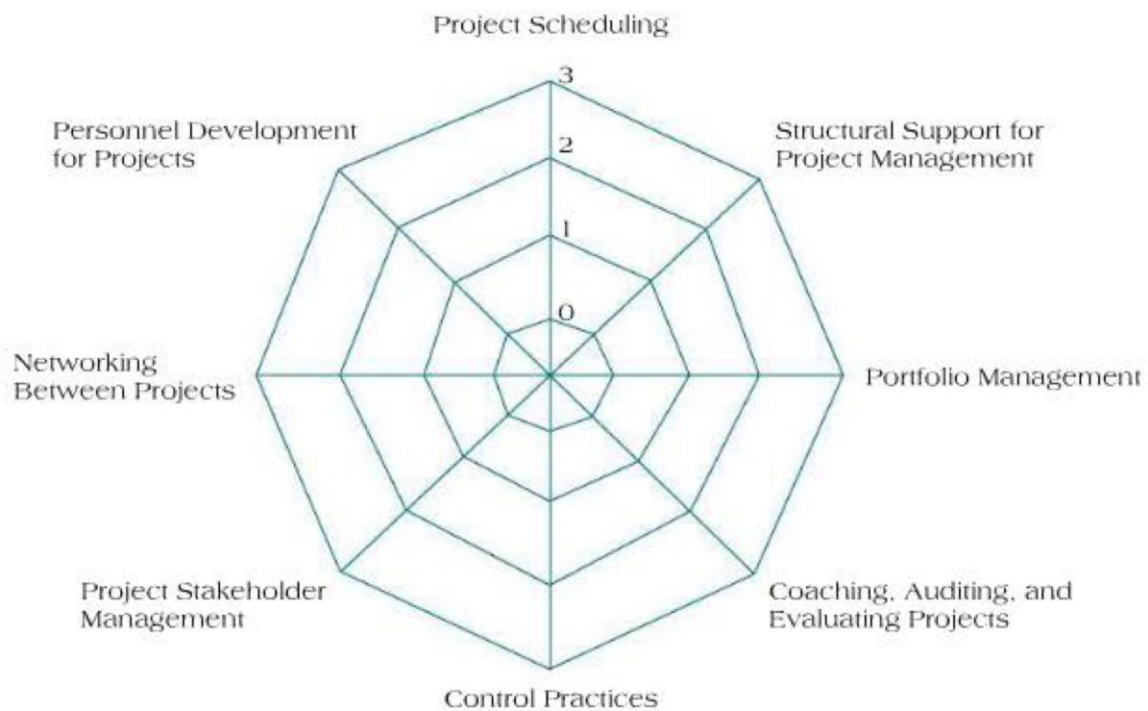 Project Scheduling
3
Personnel Development
for Projects
Structural Support for
Project Management
2
1
0
Networking
Between Projects
Portfolio Management
Project Stakeholder
Management
Coaching, Auditing, and
Evaluating Projects
Control Practices